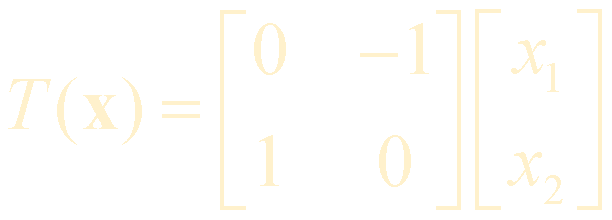 T(x) = [0 −1; 1 0][x₁; x₂]